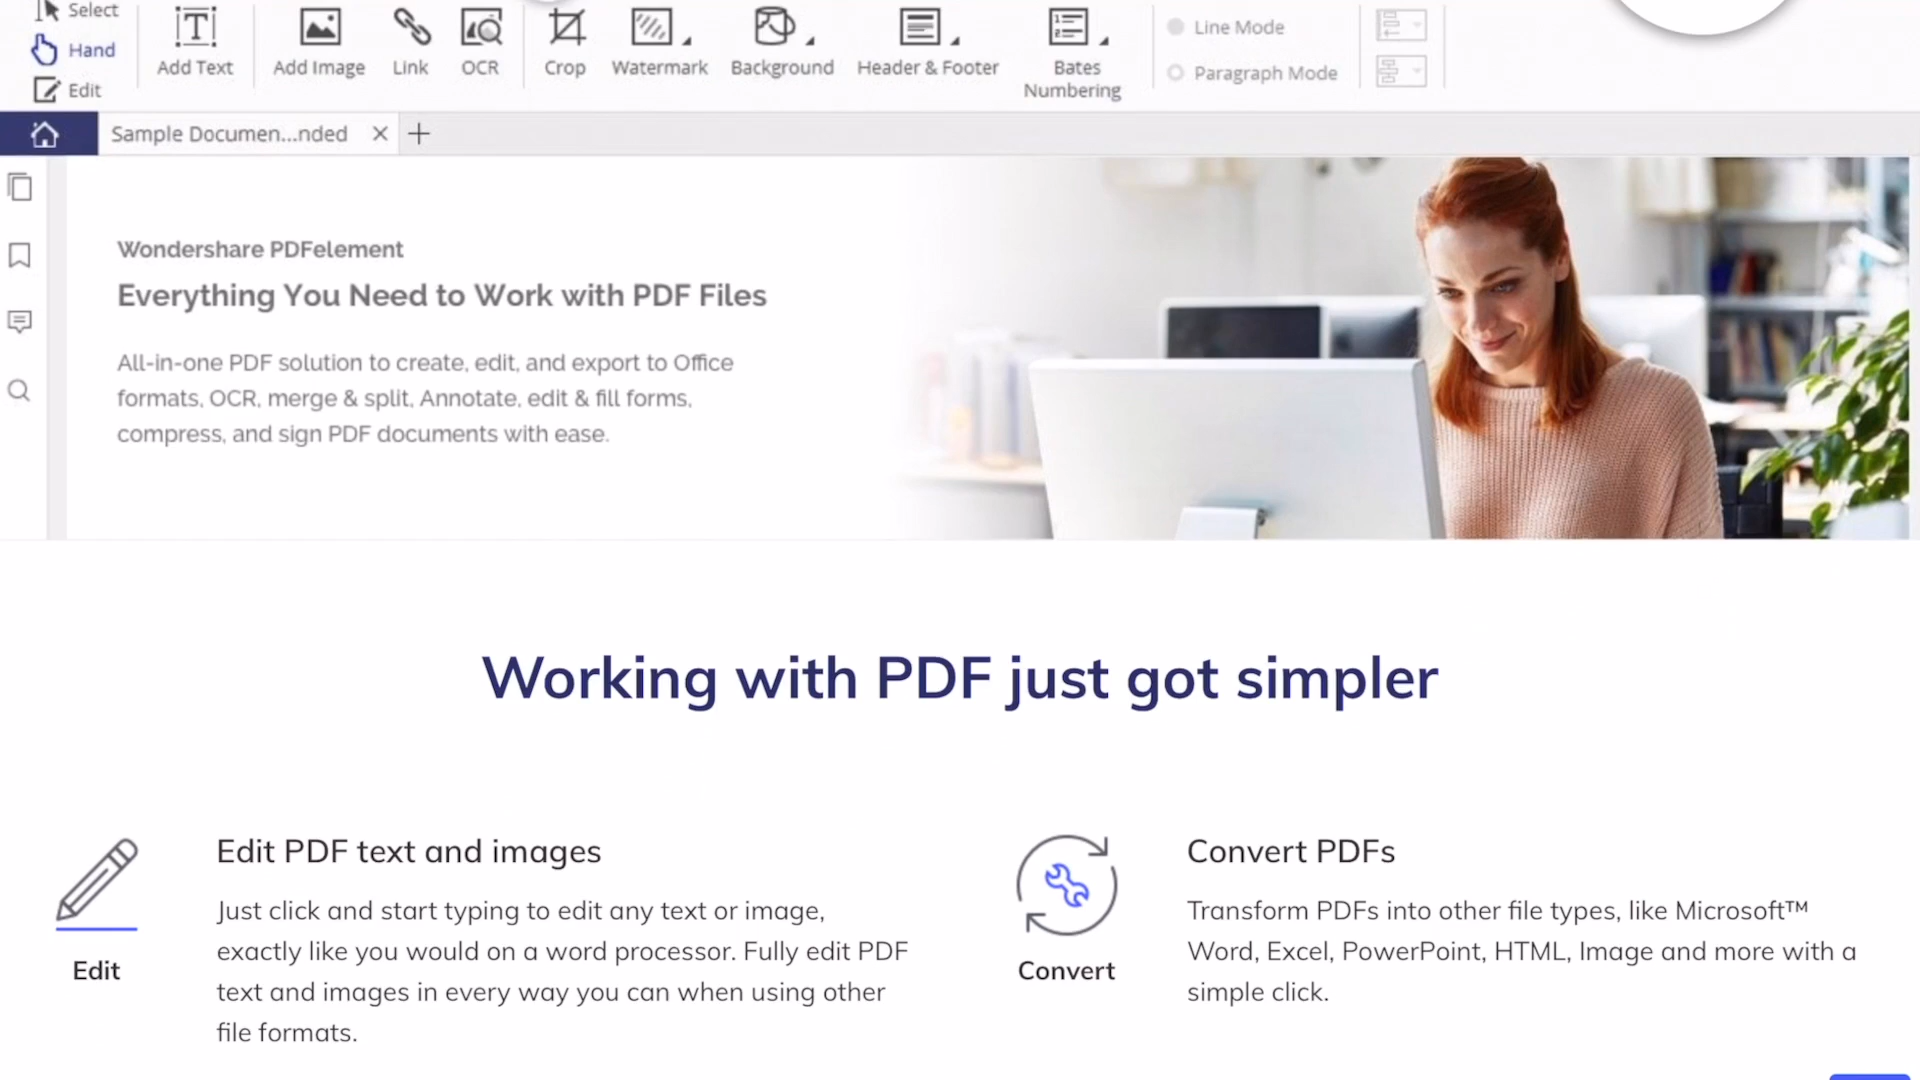 Select
Hand
Edit
Add Text
Add Image
Link
OCR
Crop
Watermark
Background
Header & Footer
Bates
Numbering
Line Mode
Paragraph Mode
Sample Documen...nded
Wondershare PDFelement
Everything You Need to Work with PDF Files
All-in-one PDF solution to create, edit, and export to Office
formats, OCR, merge & split, Annotate, edit & fill forms,
compress, and sign PDF documents with ease.
Working with PDF just got simpler
Edit
Edit PDF text and images
Just click and start typing to edit any text or image,
exactly like you would on a word processor. Fully edit PDF
text and images in every way you can when using other
file formats.
Convert
Convert PDFs
Transform PDFs into other file types, like Microsoft™
Word, Excel, PowerPoint, HTML, Image and more with a
simple click.